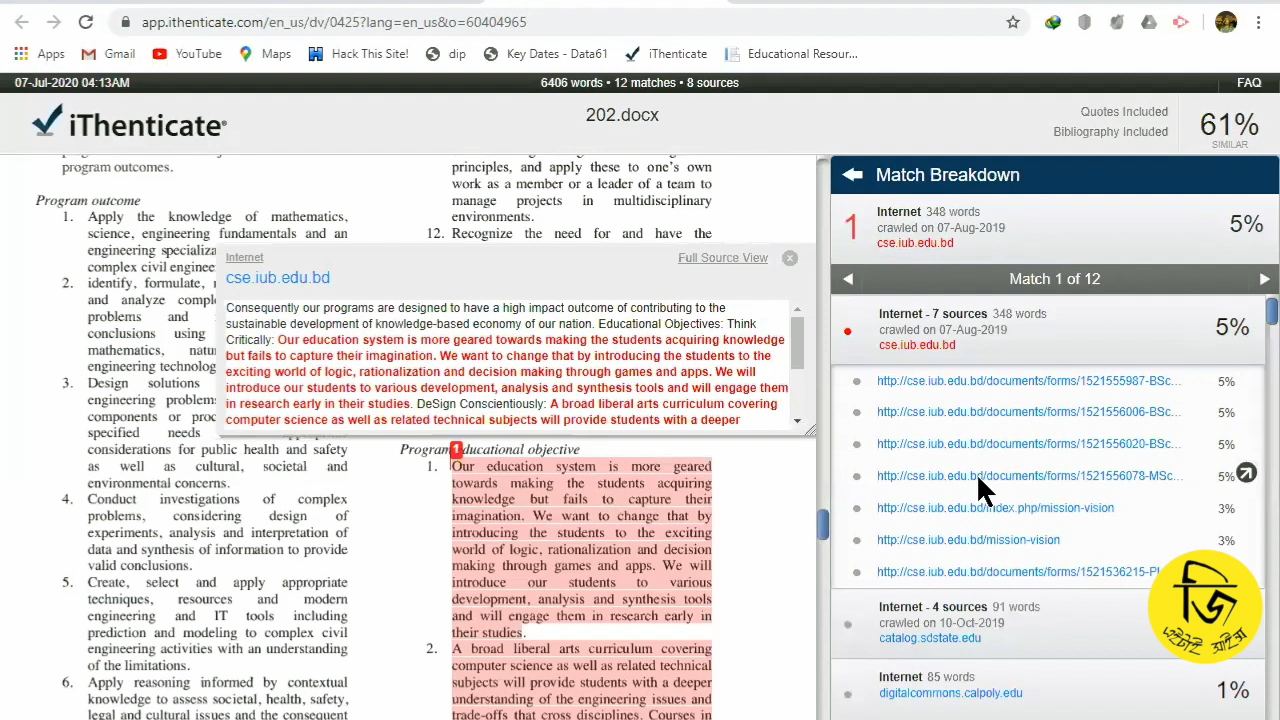 app.ithenticate.com/en_us/dv/0425?lang=en_us&o=60404965
Apps
Gmail
YouTube
Maps
Hack This Site!
dip
Key Dates - Data61
iThenticate
Educational Resour...
07-Jul-2020 04:13AM
6406 words • 12 matches • 8 sources
FAQ
iThenticate
202.docx
Quotes Included
Bibliography Included
61%
SIMILAR
program outcomes.
Program outcome
1. Apply the knowledge of mathematics,
science, engineering fundamentals and an
engineering specializa
complex civil enginee
2. identify, formulate,
and analyze comple
problems and
conclusions using
mathematics, natu
engineering technolog
3. Design solutions
engineering problems
components or proc
specified needs
considerations for public health and safety
as well as cultural, societal and
environmental concerns.
4. Conduct investigations of complex
problems, considering design of
experiments, analysis and interpretation of
data and synthesis of information to provide
valid conclusions.
5. Create, select and apply appropriate
techniques, resources and modern
engineering and IT tools including
prediction and modeling to complex civil
engineering activities with an understanding
of the limitations.
6. Apply reasoning informed by contextual
knowledge to assess societal, health, safety,
legal and cultural issues and the consequent
principles, and apply these to one's own
work as a member or a leader of a team to
manage projects in multidisciplinary
environments.
12. Recognize the need for and have the
Internet
Full Source View
cse.iub.edu.bd
Consequently our programs are designed to have a high impact outcome of contributing to the
sustainable development of knowledge-based economy of our nation. Educational Objectives: Think
Critically: Our education system is more geared towards making the students acquiring knowledge
but fails to capture their imagination. We want to change that by introducing the students to the
exciting world of logic, rationalization and decision making through games and apps. We will
introduce our students to various development, analysis and synthesis tools and will engage them
in research early in their studies. DeSign Conscientiously: A broad liberal arts curriculum covering
computer science as well as related technical subjects will provide students with a deeper
Program 1 ducational objective
1. Our education system is more geared
towards making the students acquiring
knowledge but fails to capture their
imagination. We want to change that by
introducing the students to the exciting
world of logic, rationalization and decision
making through games and apps. We will
introduce our students to various
development, analysis and synthesis tools
and will engage them in research early in
their studies.
2. A broad liberal arts curriculum covering
computer science as well as related technical
subjects will provide students with a deeper
understanding of the engineering issues and
trade-offs that cross disciplines. Courses in
Match Breakdown
1
Internet 348 words
crawled on 07-Aug-2019
cse.iub.edu.bd
5%
Match 1 of 12
Internet - 7 sources 348 words
crawled on 07-Aug-2019
cse.iub.edu.bd
5%
http://cse.iub.edu.bd/documents/forms/1521555987-BSc... 5%
http://cse.iub.edu.bd/documents/forms/1521556006-BSc... 5%
http://cse.iub.edu.bd/documents/forms/1521556020-BSc... 5%
http://cse.iub.edu.bd/documents/forms/1521556078-MSc... 5%
http://cse.iub.edu.bd/index.php/mission-vision 3%
http://cse.iub.edu.bd/mission-vision 3%
http://cse.iub.edu.bd/documents/forms/1521536215-
Internet - 4 sources 91 words
crawled on 10-Oct-2019
catalog.sdstate.edu
Internet 85 words
digitalcommons.calpoly.edu
1%